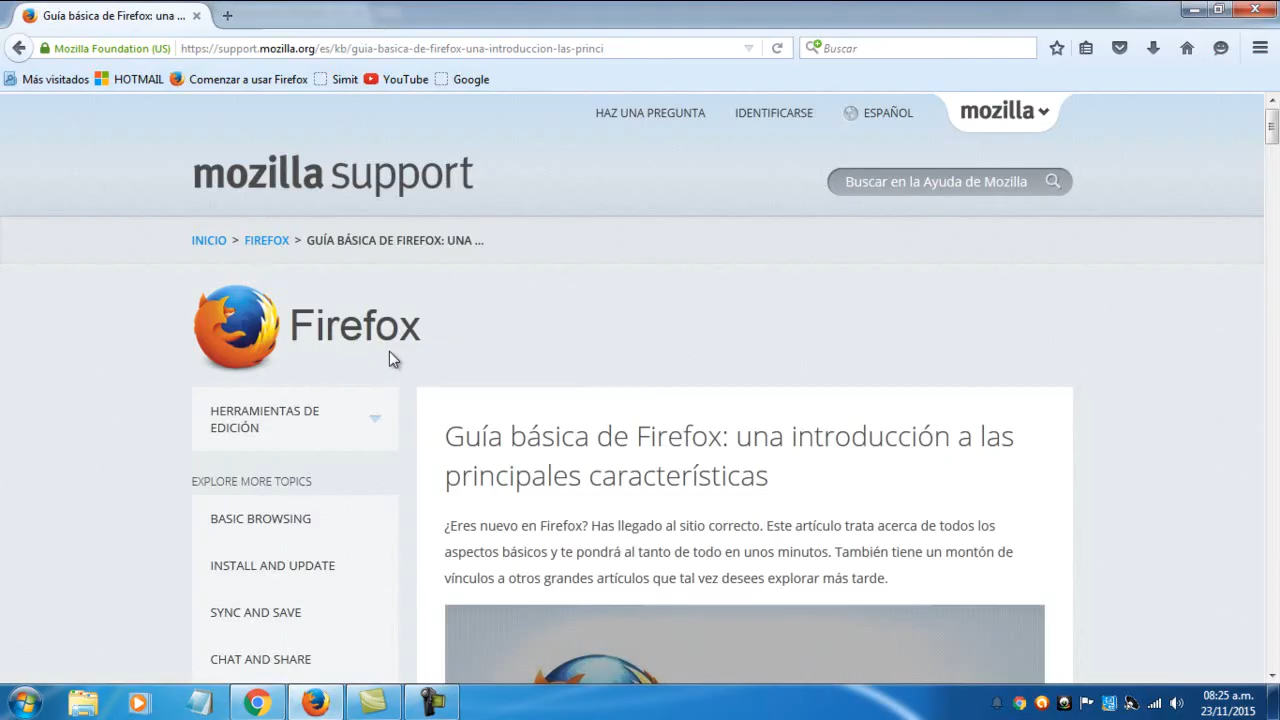 Guía básica de Firefox: una ...
Mozilla Foundation (US)
https://support.mozilla.org/es/kb/guia-basica-de-firefox-una-introduccion-las-princi
Buscar
Más visitados
HOTMAIL
Comenzar a usar Firefox
Simit
YouTube
Google
HAZ UNA PREGUNTA
IDENTIFICARSE
ESPAÑOL
mozilla
mozilla support
Buscar en la Ayuda de Mozilla
INICIO > FIREFOX > GUÍA BÁSICA DE FIREFOX: UNA ...
Firefox
HERRAMIENTAS DE
EDICIÓN
EXPLORE MORE TOPICS
BASIC BROWSING
INSTALL AND UPDATE
SYNC AND SAVE
CHAT AND SHARE
Guía básica de Firefox: una introducción a las
principales características
¿Eres nuevo en Firefox? Has llegado al sitio correcto. Este artículo trata acerca de todos los
aspectos básicos y te pondrá al tanto de todo en unos minutos. También tiene un montón de
vínculos a otros grandes artículos que tal vez desees explorar más tarde.
08:25 a.m.
23/11/2015